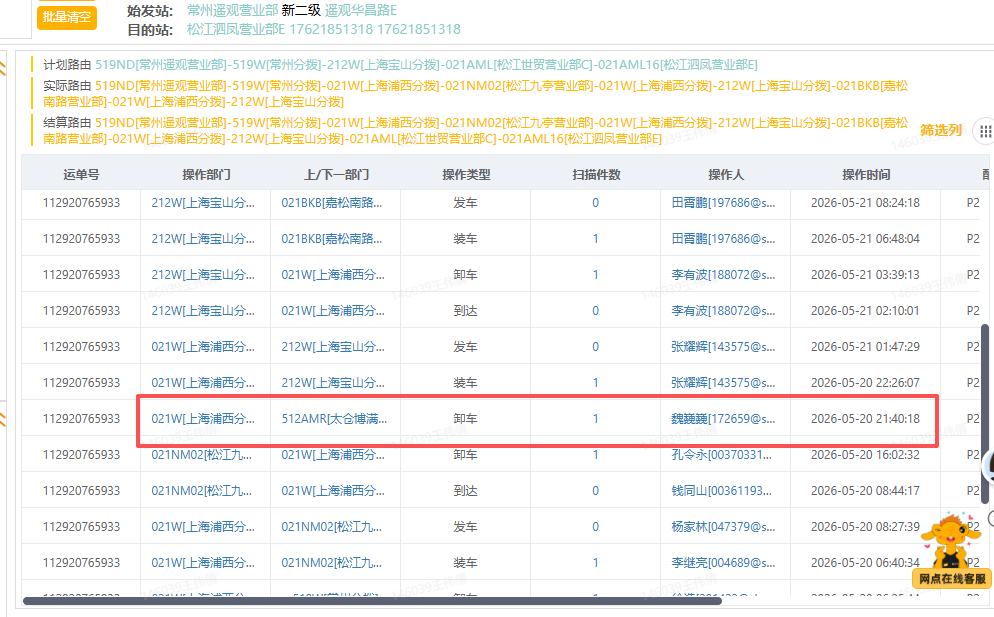 批量清空
始发站: 常州遥观营业部 新二级 遥观华昌路E
目的站: 松江泗凤营业部E 17621851318 17621851318
计划路由 519ND[常州遥观营业部]-519W[常州分拨]-212W[上海宝山分拨]-021AML[松江世贸营业部C]-021AML16[松江泗凤营业部E]
实际路由 519ND[常州遥观营业部]-519W[常州分拨]-021W[上海浦西分拨]-021NM02[松江九亭营业部]-021W[上海浦西分拨]-212W[上海宝山分拨]-021BKB[嘉松
南路营业部]-021W[上海浦西分拨]-212W[上海宝山分拨]
结算路由 519ND[常州遥观营业部]-519W[常州分拨]-021W[上海浦西分拨]-021NM02[松江九亭营业部]-021W[上海浦西分拨]-212W[上海宝山分拨]-021BKB[嘉松
南路营业部]-021W[上海浦西分拨]-212W[上海宝山分拨]-021AML[松江世贸营业部C]-021AML16[松江泗凤营业部E]
筛选列
运单号 操作部门 上/下一部门 操作类型 扫描件数 操作人 操作时间
112920765933 212W[上海宝山分... 021BKB[嘉松南路... 发车 0 田霄鹏[197686@s... 2026-05-21 08:24:18 P2
112920765933 212W[上海宝山分... 021BKB[嘉松南路... 装车 1 田霄鹏[197686@s... 2026-05-21 06:48:04 P2
112920765933 212W[上海宝山分... 021W[上海浦西分... 卸车 1 李有波[188072@s... 2026-05-21 03:39:13 P2
112920765933 212W[上海宝山分... 021W[上海浦西分... 到达 0 李有波[188072@s... 2026-05-21 02:10:01 P2
112920765933 021W[上海浦西分... 212W[上海宝山分... 发车 0 张耀辉[143575@s... 2026-05-21 01:47:29 P2
112920765933 021W[上海浦西分... 212W[上海宝山分... 装车 1 张耀辉[143575@s... 2026-05-20 22:26:07 P2
112920765933 021W[上海浦西分... 512AMR[太仓博满... 卸车 1 魏巍巍[172659@s... 2026-05-20 21:40:18 P2
112920765933 021NM02[松江九... 021W[上海浦西分... 卸车 1 孔令永[00370331... 2026-05-20 16:02:32 P2
112920765933 021NM02[松江九... 021W[上海浦西分... 到达 0 钱同山[00361193... 2026-05-20 08:44:17 P2
112920765933 021W[上海浦西分... 021NM02[松江九... 发车 0 杨家林[047379@s... 2026-05-20 08:27:39 P2
112920765933 021W[上海浦西分... 021NM02[松江九... 装车 1 李继亮[004689@s... 2026-05-20 06:40:34 P2
网点在线客服